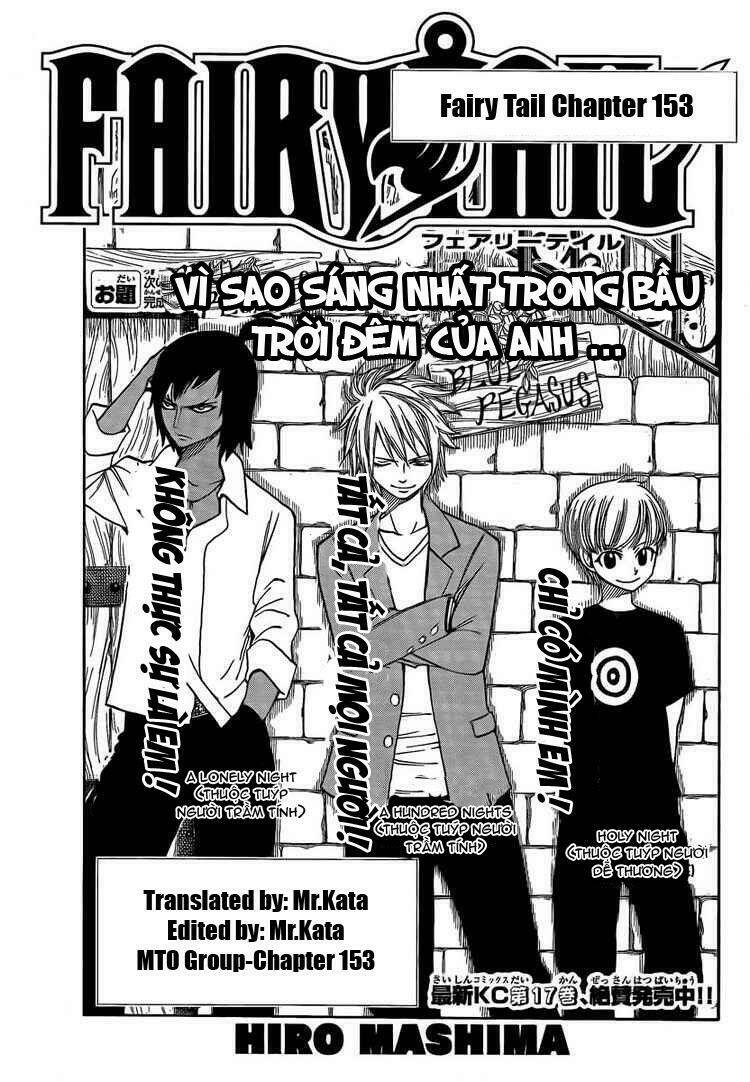 FAIRY TAIL
Fairy Tail Chapter 153
フェアリーテイル
お題
VÌ SAO SÁNG NHẤT TRONG BẦU
TRỜI ĐÊM CỦA ANH ...
BLUE
PEGASUS
KHÔNG THỰC SỰ LÀ EM!
TẤT CẢ, TẤT CẢ MỌI NGƯỜI!
CHỈ CÓ MÌNH EM!
A LONELY NIGHT
(THUỘC TUÝP
NGƯỜI TRẦM TÍNH)
A HUNDRED NIGHTS
(THUỘC TUÝP NGƯỜI
TRẦM TÍNH)
HOLY NIGHT
(THUỘC TUÝP NGƯỜI
DỄ THƯƠNG)
Translated by: Mr.Kata
Edited by: Mr.Kata
MTO Group-Chapter 153
最新KC第17巻、絶賛発売中!!
HIRO MASHIMA